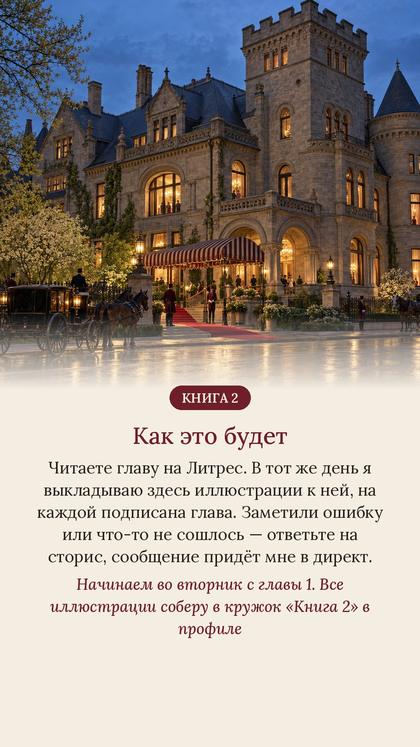 КНИГА 2
Как это будет
Читаете главу на Литрес. В тот же день я
выкладываю здесь иллюстрации к ней, на
каждой подписана глава. Заметили ошибку
или что-то не сошлось — ответьте на
сторис, сообщение придёт мне в директ.
Начинаем во вторник с главы 1. Все
иллюстрации соберу в кружок «Книга 2» в
профиле